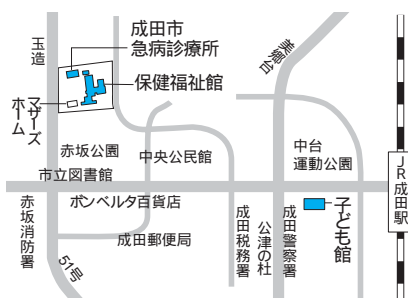 成田市
急病診療所
玉造
保健福祉館
マザーズ
ホーム
美郷台
赤坂公園
中央公民館
中台
運動公園
市立図書館
ボンベルタ百貨店
子ども館
JR成田駅
赤坂消防署
成田郵便局
成田税務署
公津の杜
成田警察署
51号